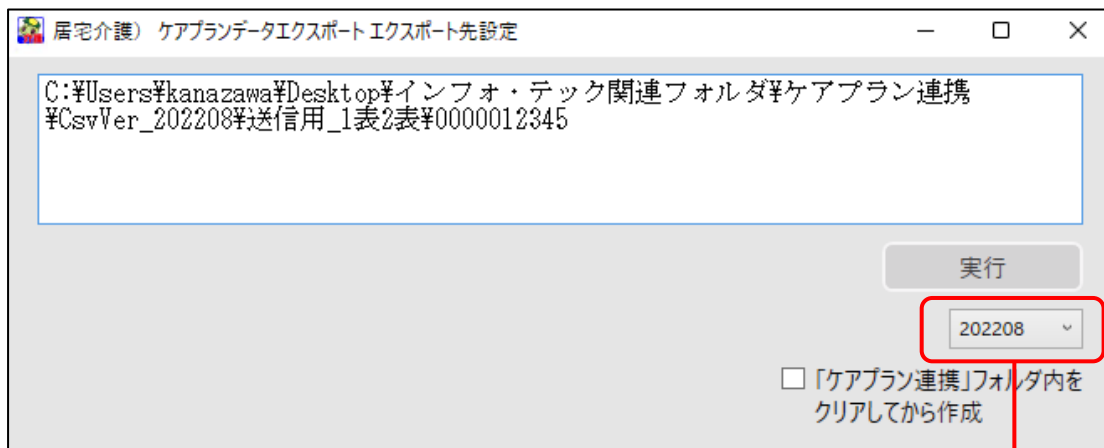 居宅介護） ケアプランデータエクスポート エクスポート先設定
C:¥Users¥kanazawa¥Desktop¥インフォ・テック関連フォルダ¥ケアプラン連携
¥CsvVer_202208¥送信用_1表2表¥0000012345
実行
202208
「ケアプラン連携」フォルダ内を
クリアしてから作成